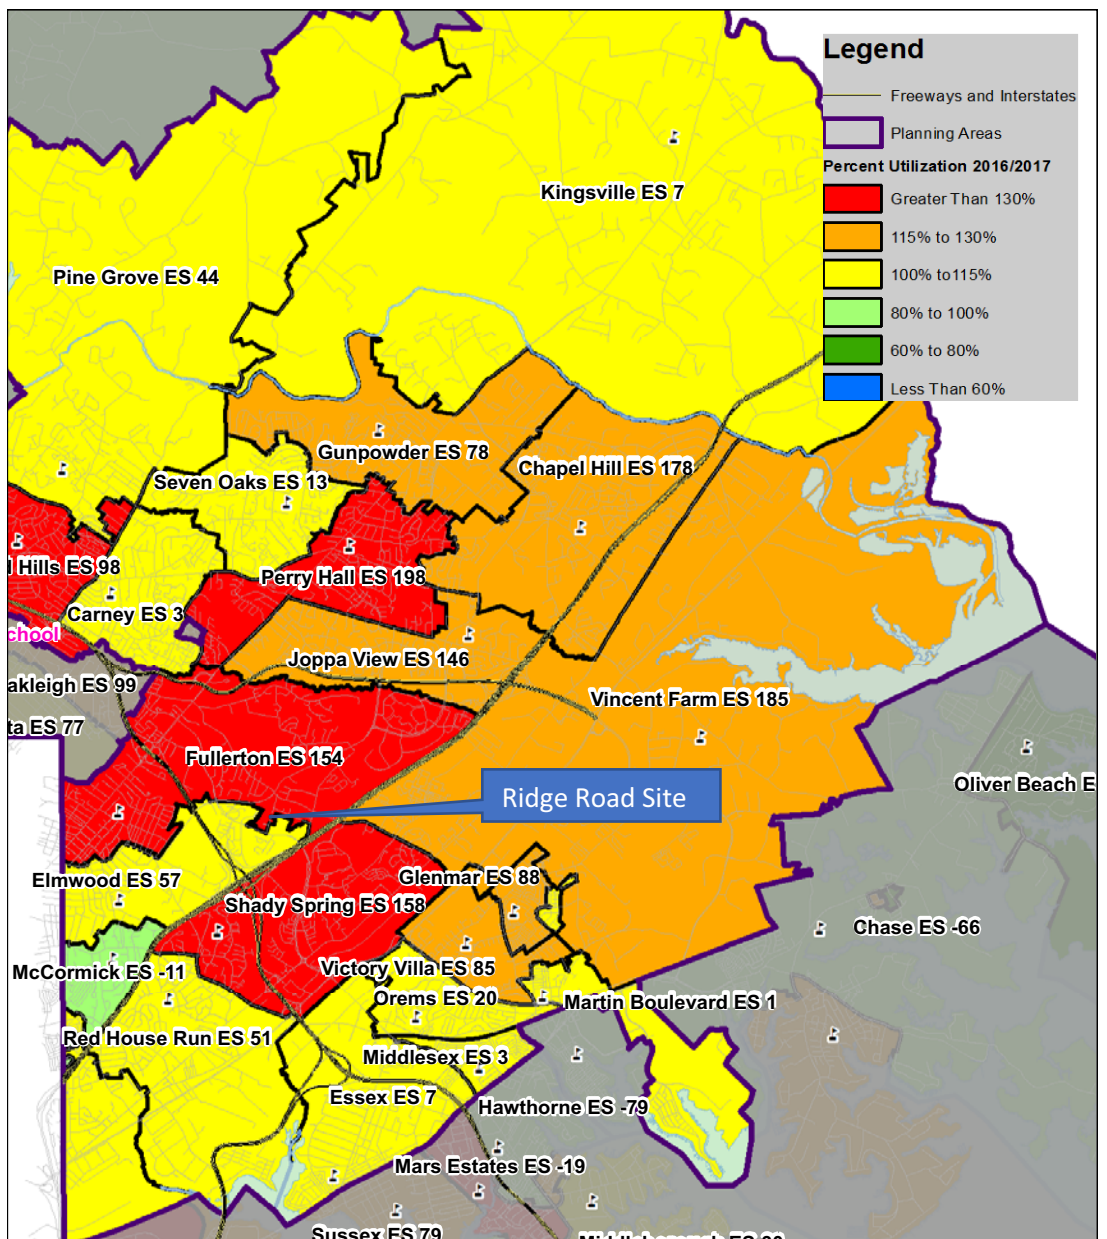 Legend
Freeways and Interstates
Planning Areas
Percent Utilization 2016/2017
Greater Than 130%
115% to 130%
100% to115%
80% to 100%
60% to 80%
Less Than 60%
Kingsville ES 7
Pine Grove ES 44
Gunpowder ES 78
Chapel Hill ES 178
Seven Oaks ES 13
Hills ES 98
Perry Hall ES 198
Carney ES 3
chool
Joppa View ES 146
akleigh ES 99
Vincent Farm ES 185
ta ES 77
Fullerton ES 154
Oliver Beach E
Ridge Road Site
Elmwood ES 57
Glenmar ES 88
Shady Spring ES 158
Chase ES -66
McCormick ES -11
Victory Villa ES 85
Orems ES 20
Martin Boulevard ES 1
Red House Run ES 51
Middlesex ES 3
Essex ES 7
Hawthorne ES -79
Mars Estates ES -19
Sussex ES 79